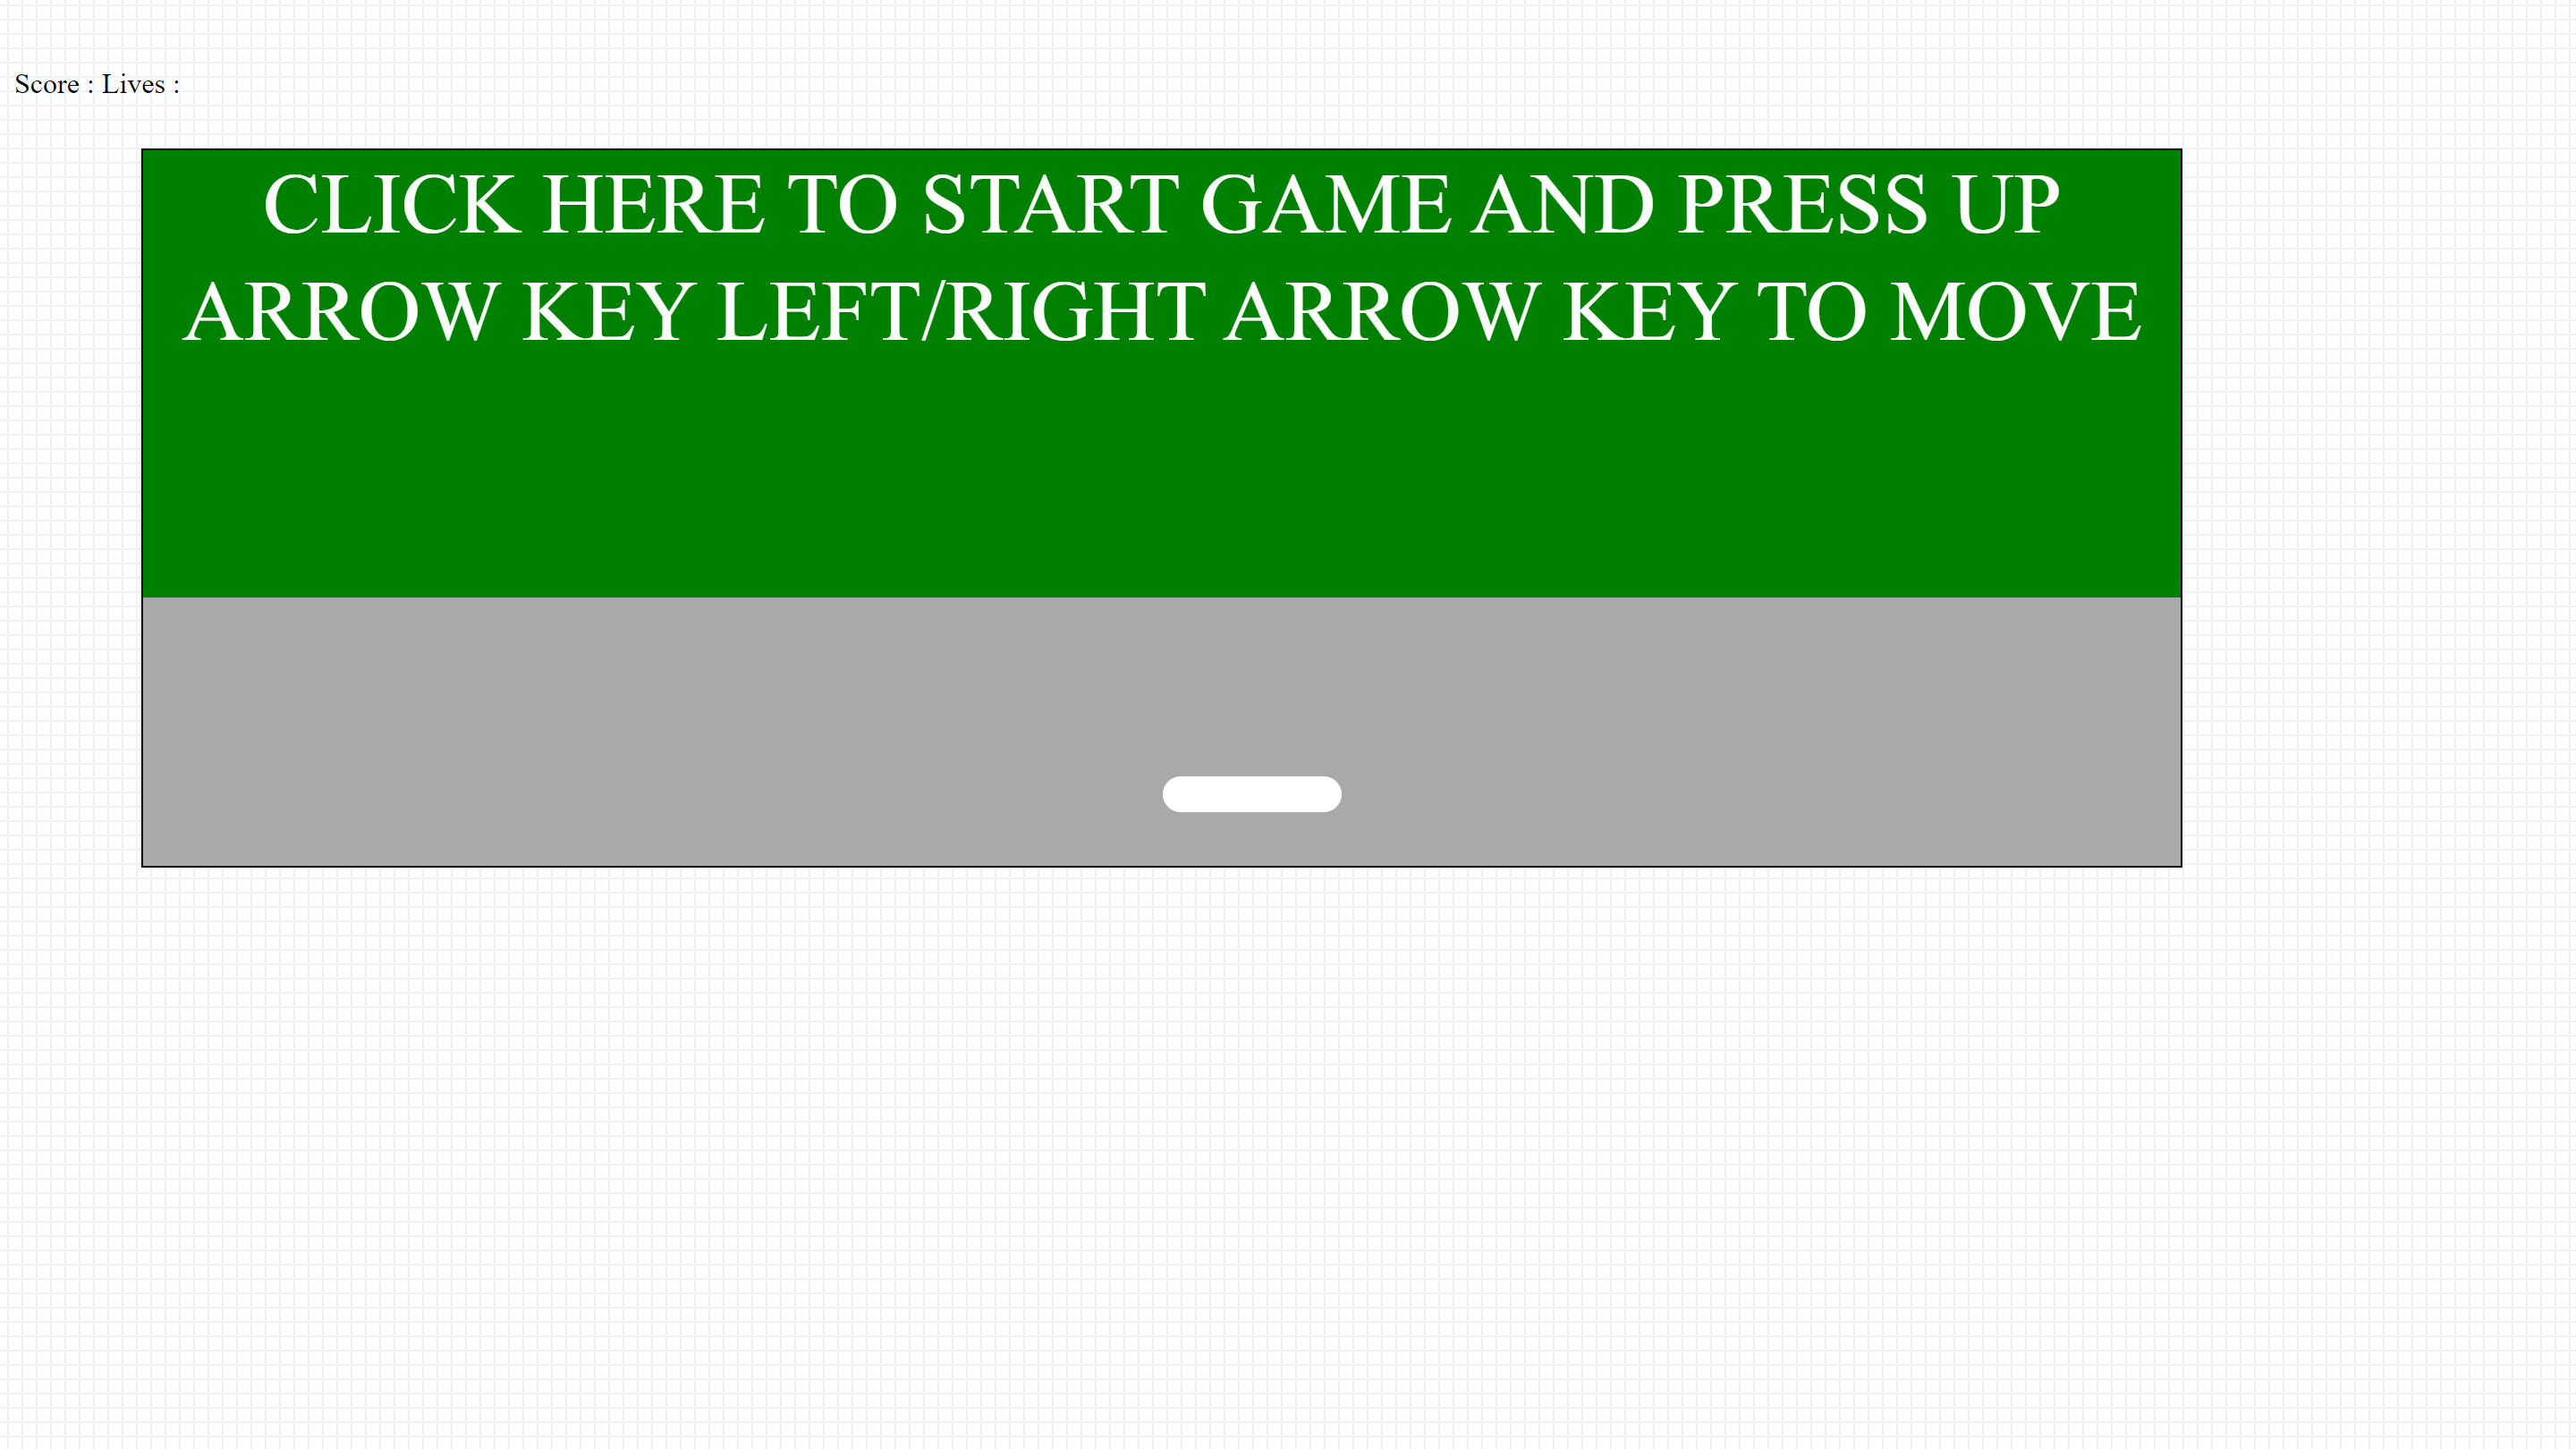 Score : Lives :
CLICK HERE TO START GAME AND PRESS UP
ARROW KEY LEFT/RIGHT ARROW KEY TO MOVE